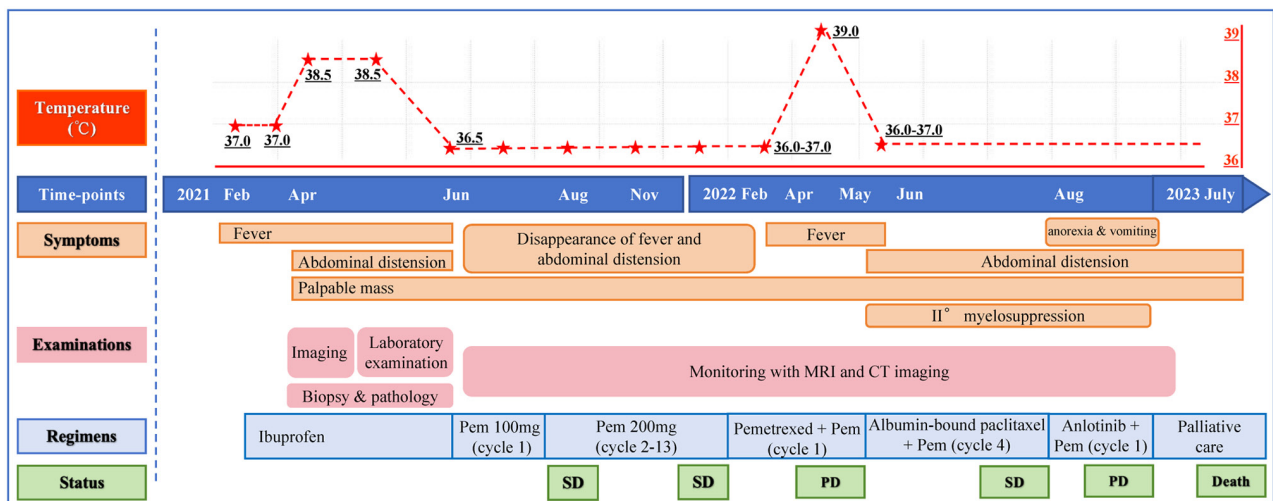 39
39.0
38.5
38.5
38
Temperature
(℃)
37.0
37.0
37
36.5
36.0-37.0
36.0-37.0
36
Time-points
2021 Feb Apr Jun Aug Nov 2022 Feb Apr May Jun Aug 2023 July
Symptoms
Fever
Disappearance of fever and
abdominal distension
Fever
anorexia & vomiting
Abdominal distension
Abdominal distension
Palpable mass
II° myelosuppression
Examinations
Imaging
Laboratory
examination
Monitoring with MRI and CT imaging
Biopsy & pathology
Regimens
Ibuprofen
Pem 100mg
(cycle 1)
Pem 200mg
(cycle 2-13)
Pemetrexed + Pem
(cycle 1)
Albumin-bound paclitaxel
+ Pem (cycle 4)
Anlotinib +
Pem (cycle 1)
Palliative
care
Status
SD
SD
PD
SD
PD
Death